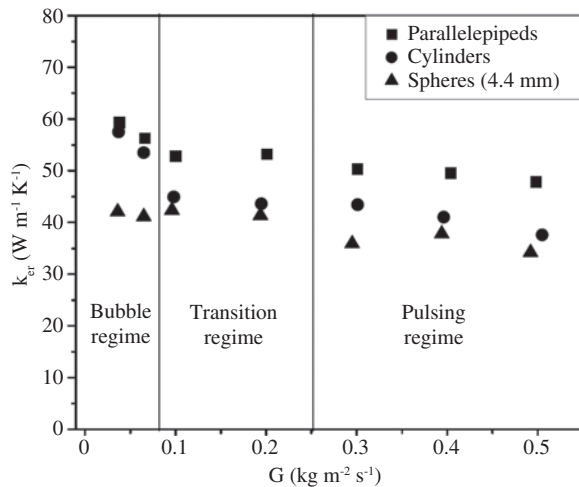 Parallelepipeds
Cylinders
Spheres (4.4 mm)
80
70
60
50
40
30
20
10
0
k_er (W m⁻¹ K⁻¹)
Bubble
regime
Transition
regime
Pulsing
regime
0
0.1
0.2
0.3
0.4
0.5
G (kg m⁻² s⁻¹)